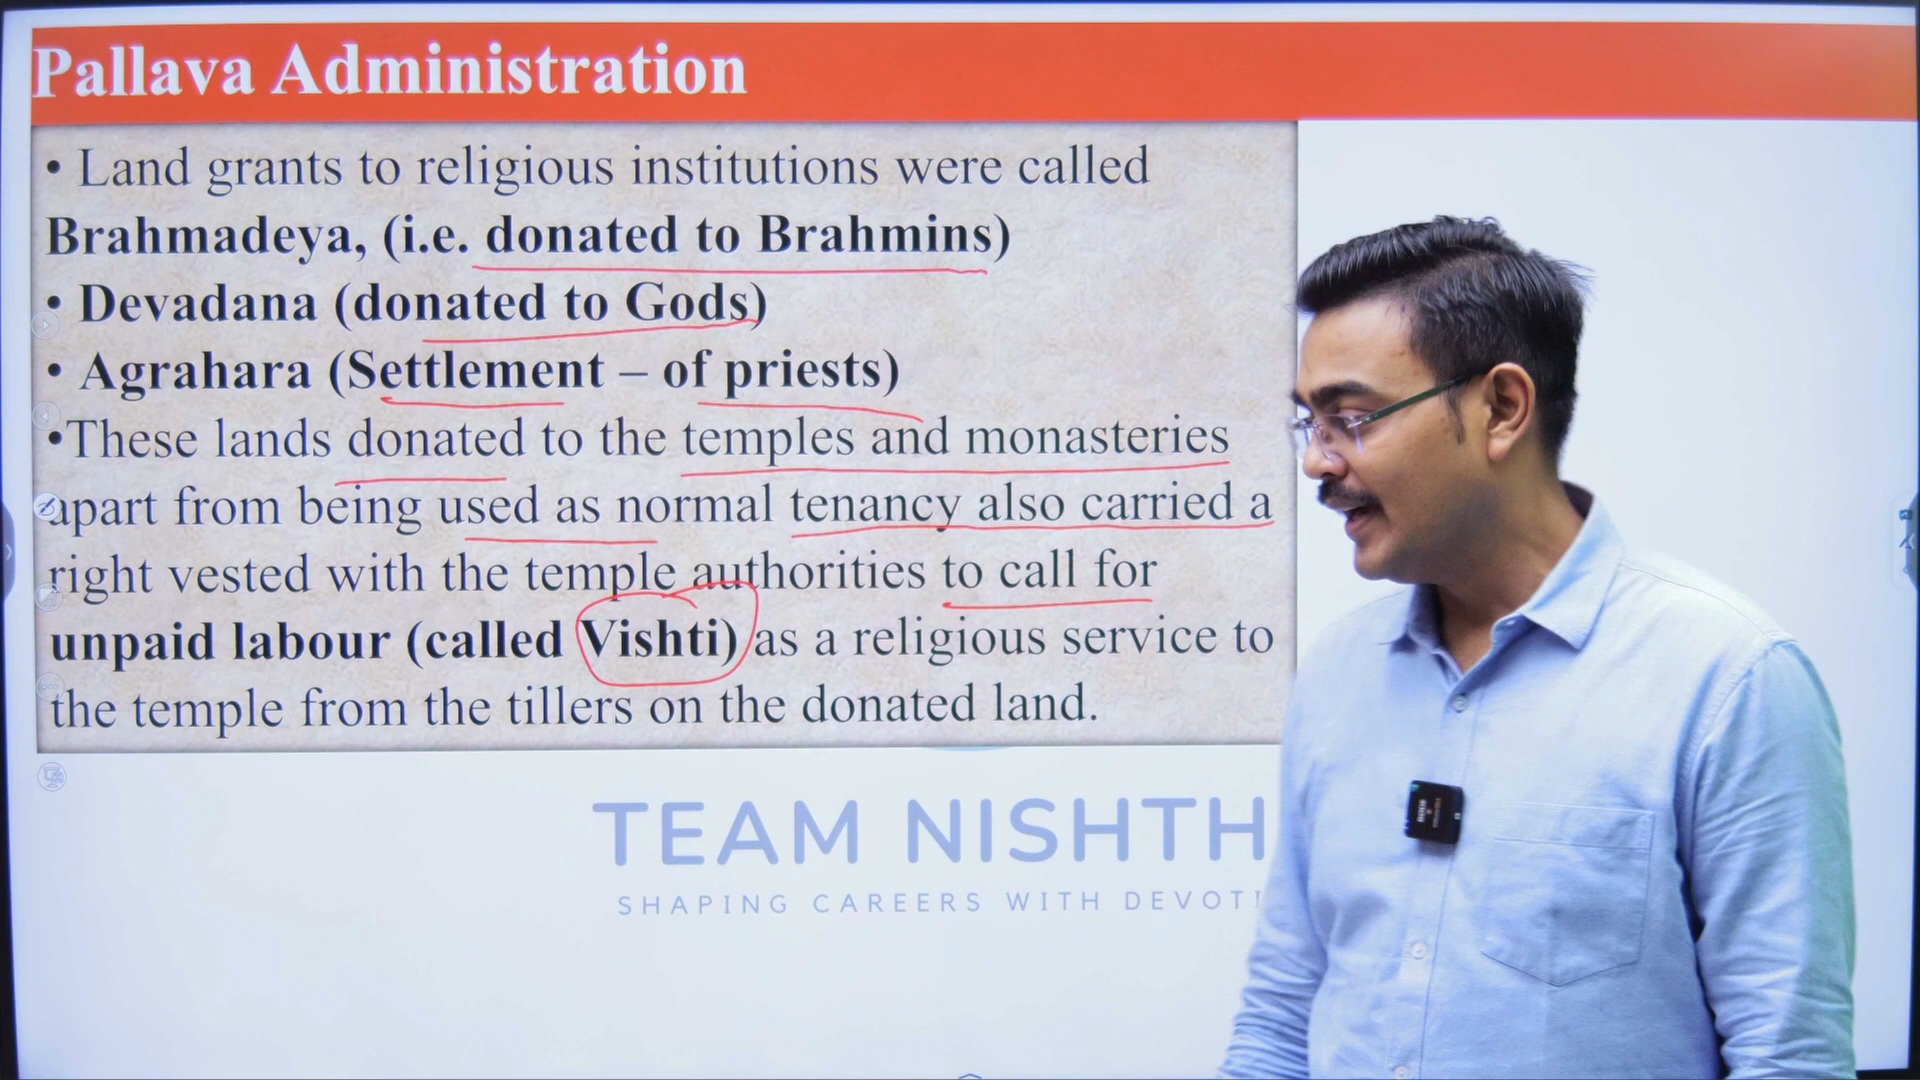 Pallava Administration
• Land grants to religious institutions were called
Brahmadeya, (i.e. donated to Brahmins)
• Devadana (donated to Gods)
• Agrahara (Settlement – of priests)
•These lands donated to the temples and monasteries
apart from being used as normal tenancy also carried a
right vested with the temple authorities to call for
unpaid labour (called Vishti) as a religious service to
the temple from the tillers on the donated land.
TEAM NISHTH
SHAPING CAREERS WITH DEVOTI